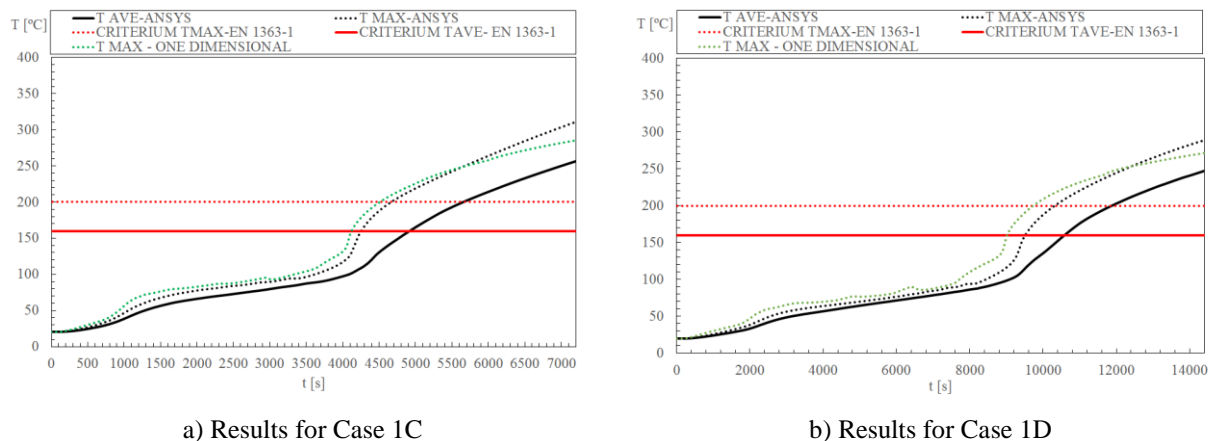 T [ºC]
T AVE-ANSYS
T MAX-ANSYS
CRITERIUM TMAX-EN 1363-1
CRITERIUM TAVE- EN 1363-1
T MAX - ONE DIMENSIONAL
400
350
300
250
200
150
100
50
0
0 500 1000 1500 2000 2500 3000 3500 4000 4500 5000 5500 6000 6500 7000
t [s]
a) Results for Case 1C
T [ºC]
T AVE-ANSYS
T MAX-ANSYS
CRITERIUM TMAX-EN 1363-1
CRITERIUM TAVE-EN 1363-1
T MAX - ONE DIMENSIONAL
400
350
300
250
200
150
100
50
0
0 2000 4000 6000 8000 10000 12000 14000
t [s]
b) Results for Case 1D